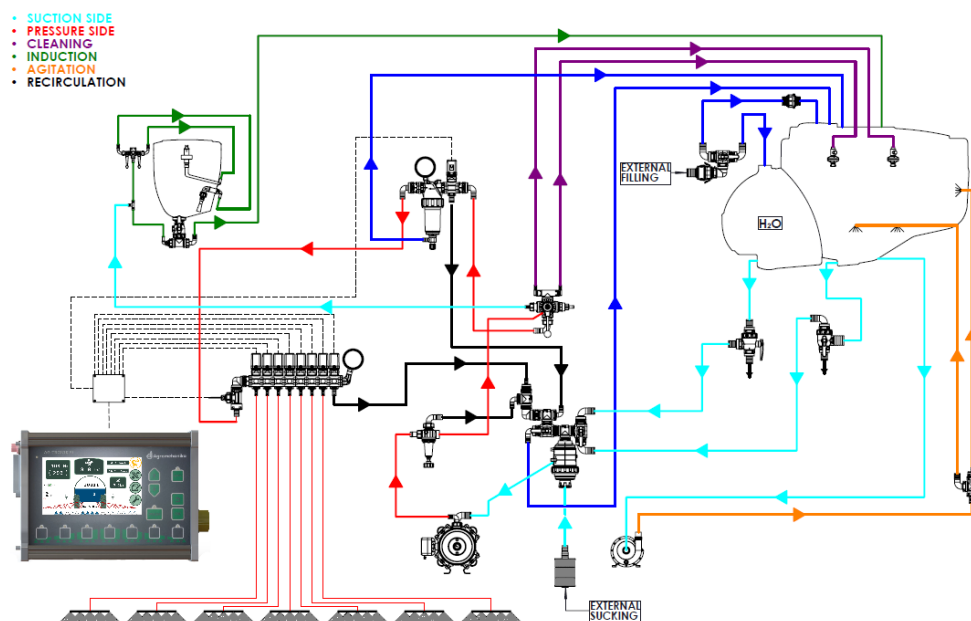 SUCTION SIDE
PRESSURE SIDE
CLEANING
INDUCTION
AGITATION
RECIRCULATION
EXTERNAL
FILLING
H₂O
EXTERNAL
SUCKING